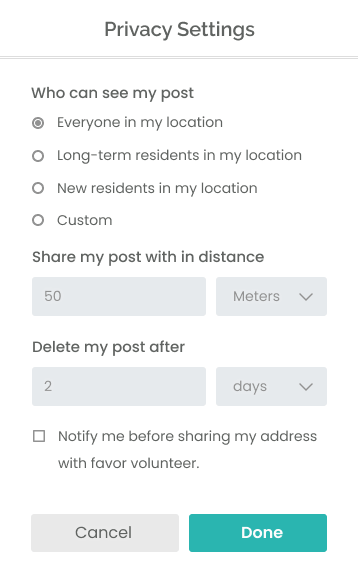 Privacy Settings
Who can see my post
Everyone in my location
Long-term residents in my location
New residents in my location
Custom
Share my post with in distance
50 Meters
Delete my post after
2 days
Notify me before sharing my address
with favor volunteer.
Cancel Done